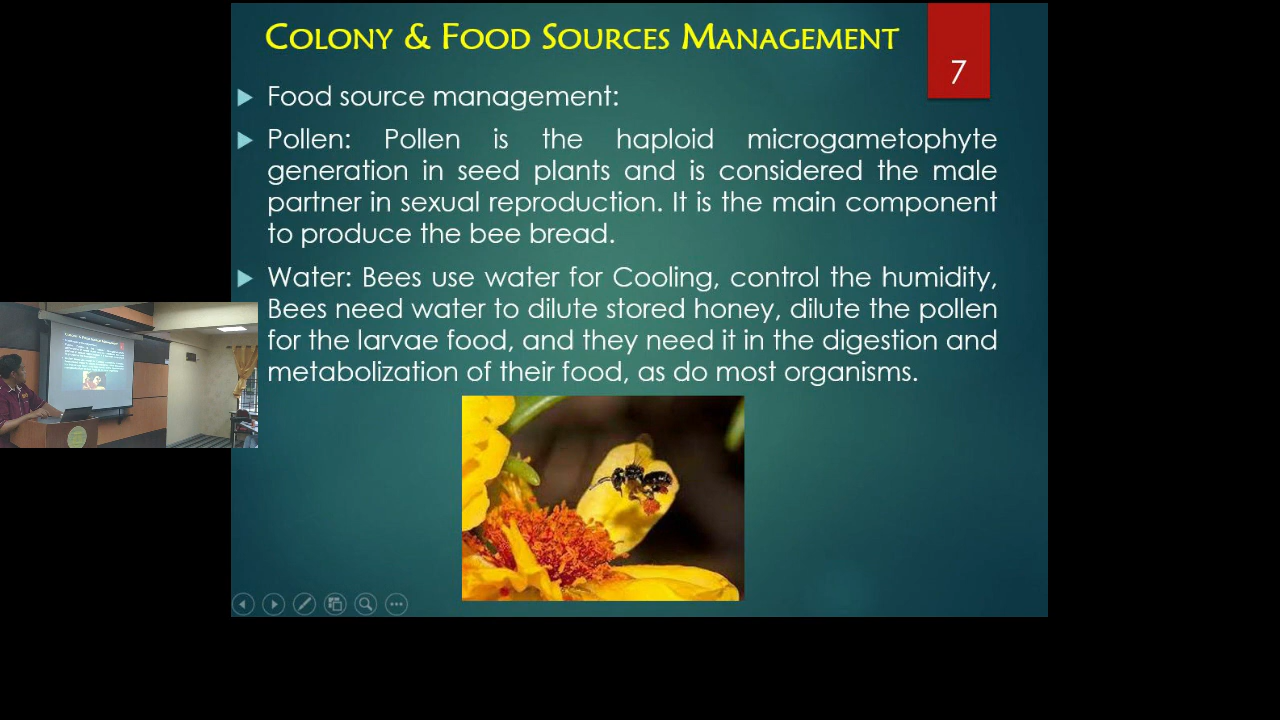 COLONY & FOOD SOURCES MANAGEMENT
7
Food source management:
Pollen: Pollen is the haploid microgametophyte
generation in seed plants and is considered the male
partner in sexual reproduction. It is the main component
to produce the bee bread.
Water: Bees use water for Cooling, control the humidity,
Bees need water to dilute stored honey, dilute the pollen
for the larvae food, and they need it in the digestion and
metabolization of their food, as do most organisms.